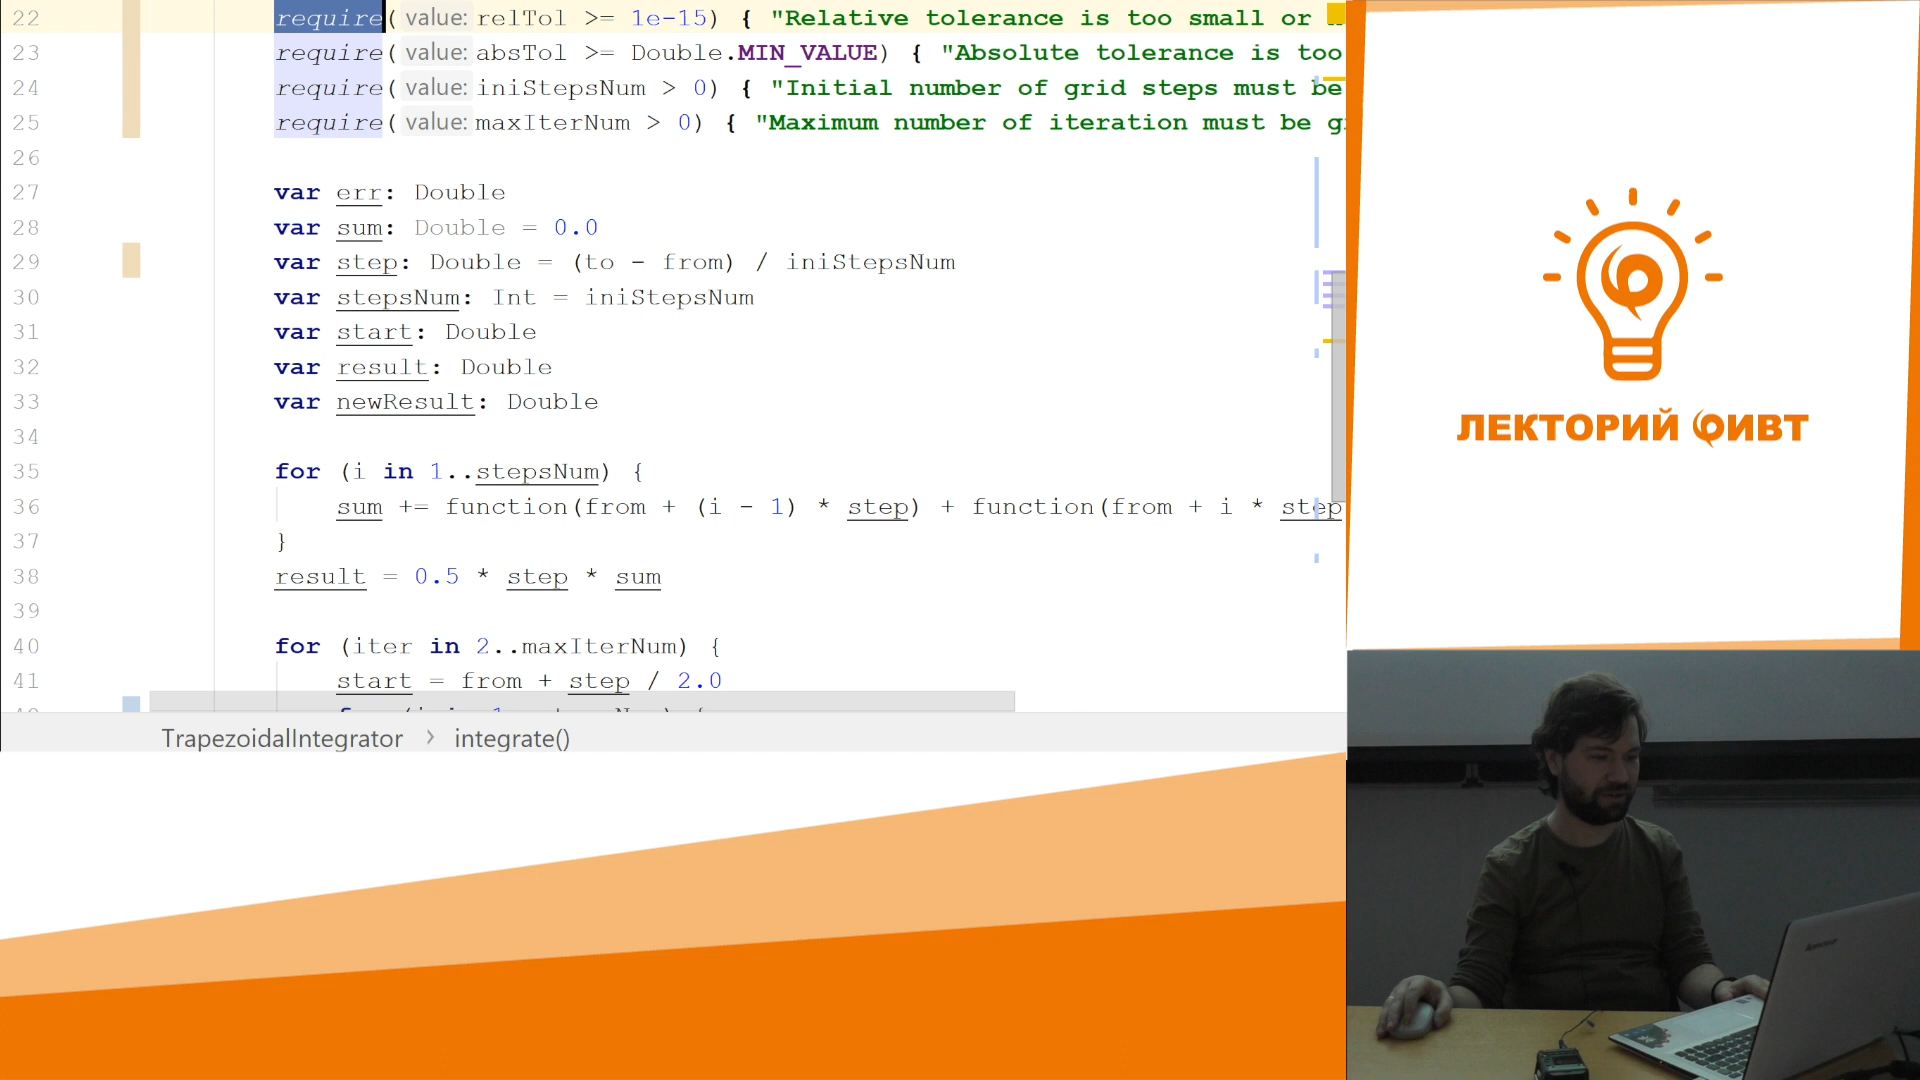 22 require( value: relTol >= 1e-15) { "Relative tolerance is too small or
23 require( value: absTol >= Double.MIN_VALUE) { "Absolute tolerance is too
24 require( value: iniStepsNum > 0) { "Initial number of grid steps must be
25 require( value: maxIterNum > 0) { "Maximum number of iteration must be g
26
27 var err: Double
28 var sum: Double = 0.0
29 var step: Double = (to - from) / iniStepsNum
30 var stepsNum: Int = iniStepsNum
31 var start: Double
32 var result: Double
33 var newResult: Double
34
35 for (i in 1..stepsNum) {
36 sum += function(from + (i - 1) * step) + function(from + i * step
37 }
38 result = 0.5 * step * sum
39
40 for (iter in 2..maxIterNum) {
41 start = from + step / 2.0
TrapezoidalIntegrator > integrate()
ЛЕКТОРИЙ ФИВТ